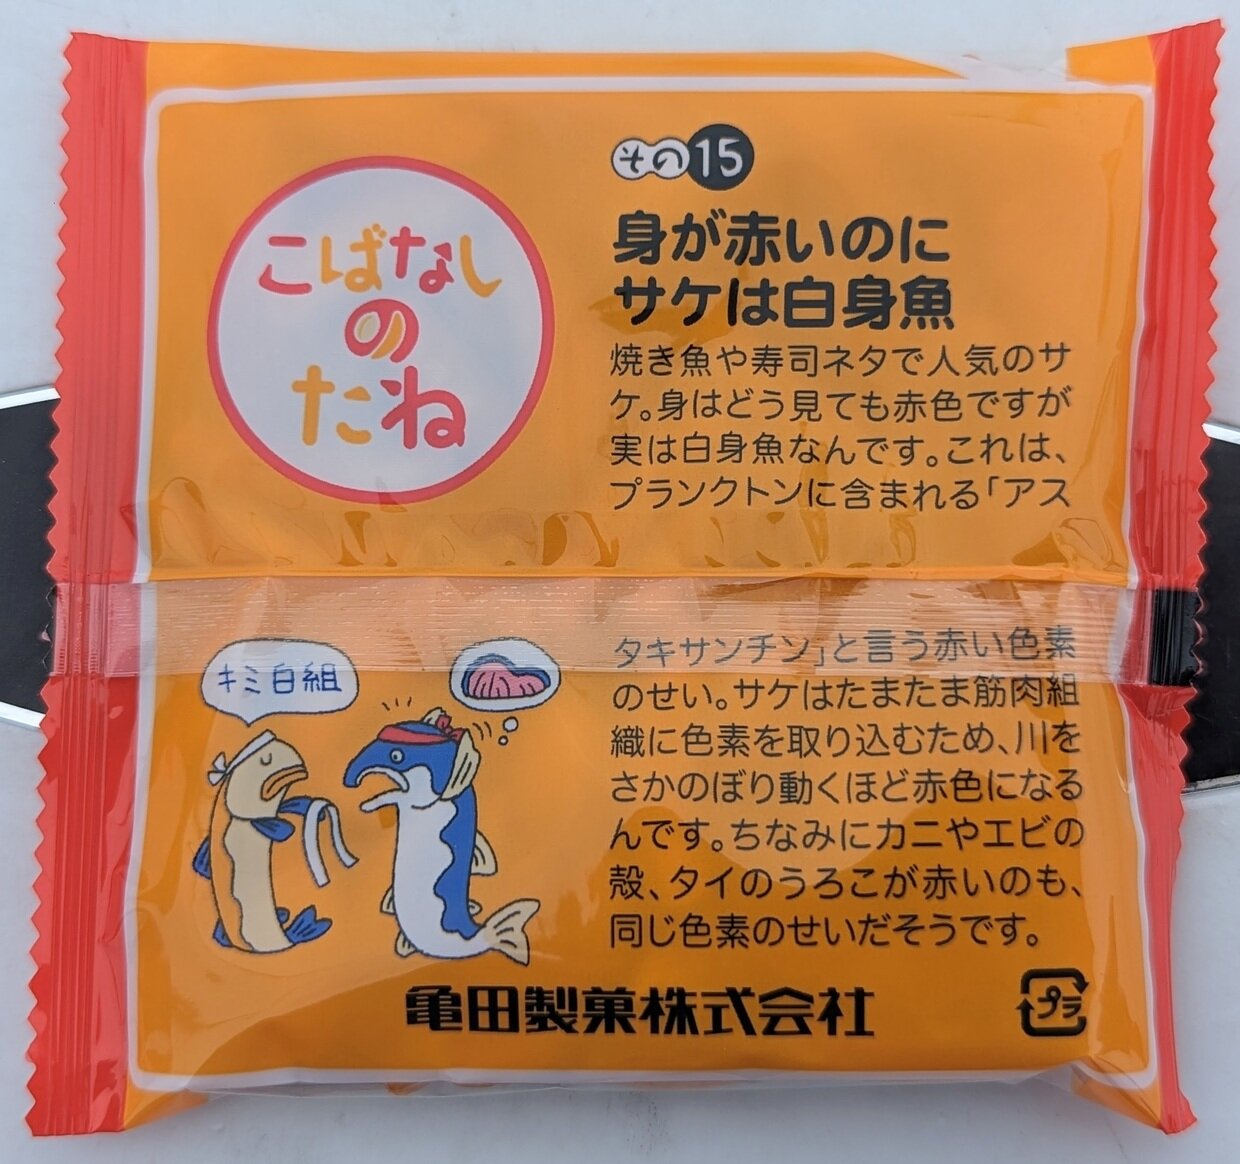 その15
こばなし
の
たね
身が赤いのに
サケは白身魚
焼き魚や寿司ネタで人気のサ
ケ。身はどう見ても赤色ですが
実は白身魚なんです。これは、
プランクトンに含まれる「アス
タキサンチン」と言う赤い色素
のせい。サケはたまたま筋肉組
織に色素を取り込むため、川を
さかのぼり動くほど赤色になる
んです。ちなみにカニやエビの
殻、タイのうろこが赤いのも、
同じ色素のせいだそうです。
キミ白組
亀田製菓株式会社
プラ